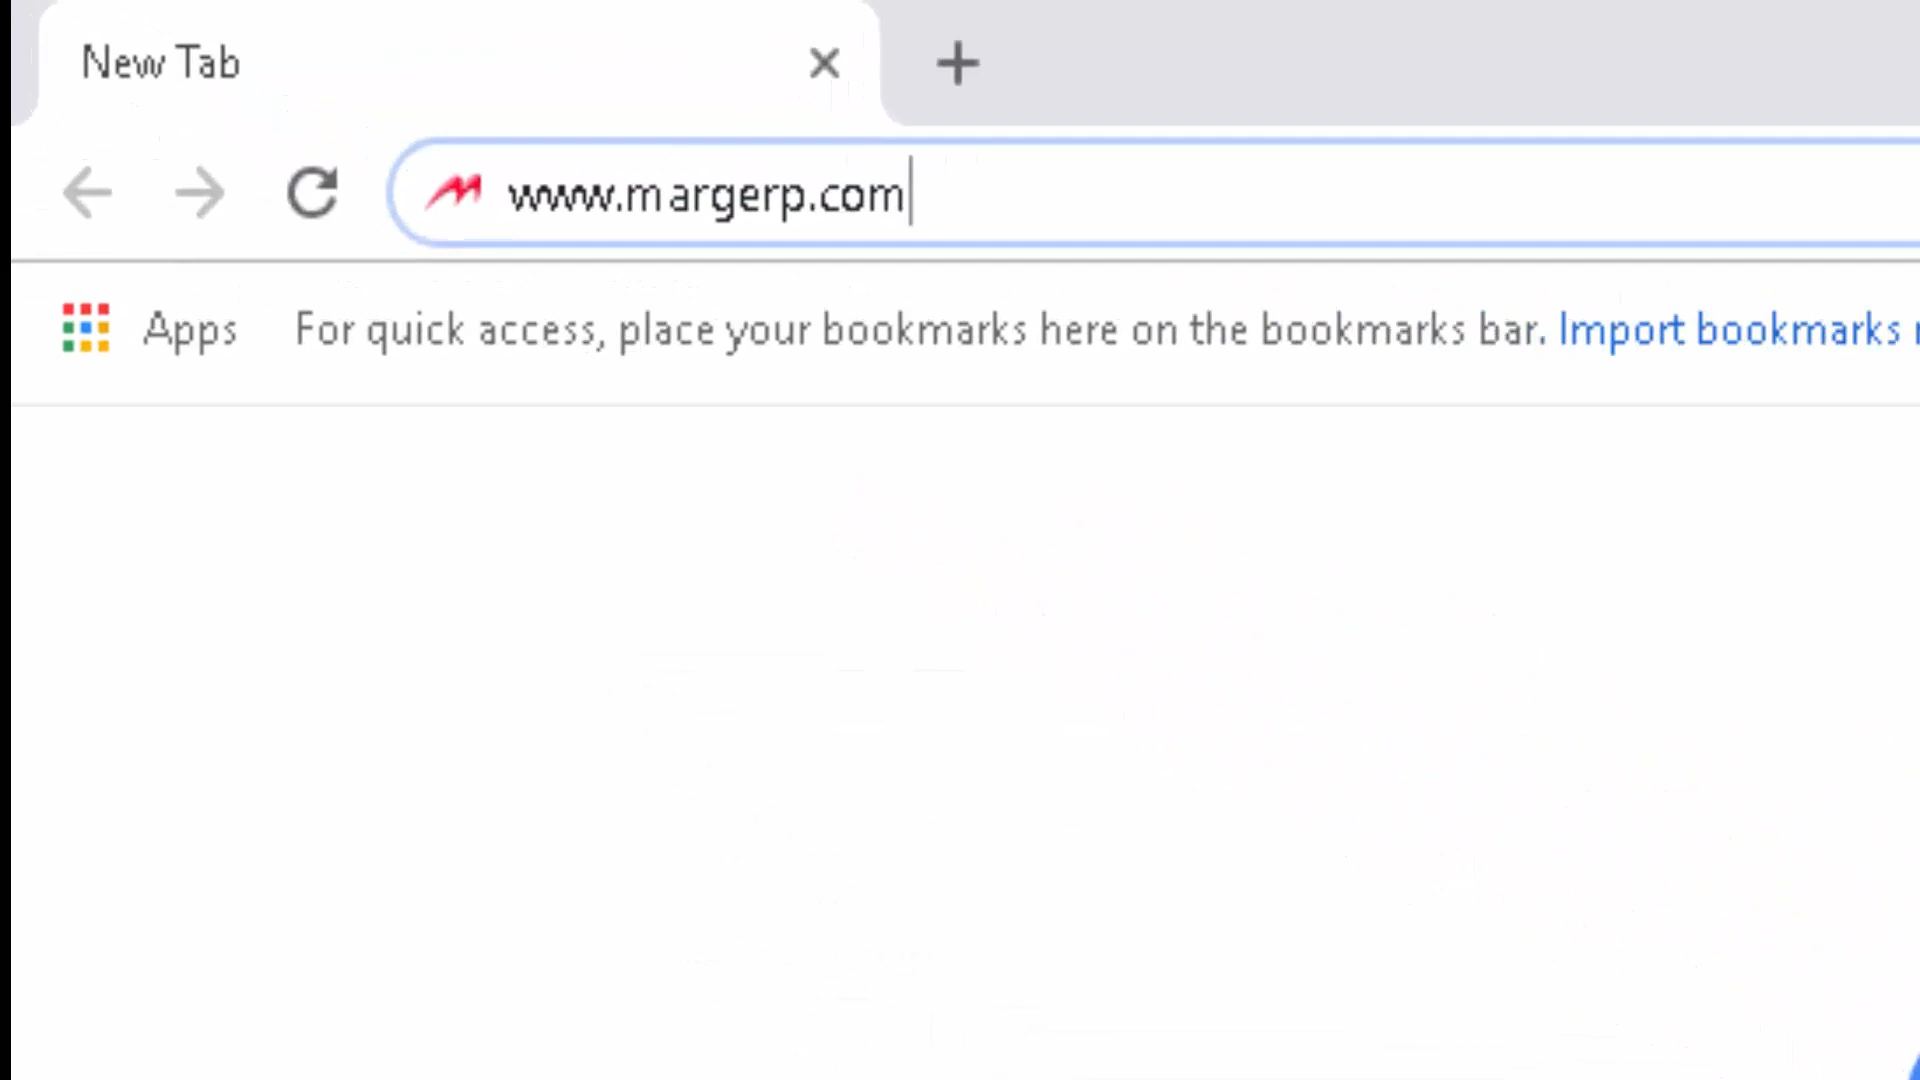 New Tab
www.margerp.com
Apps For quick access, place your bookmarks here on the bookmarks bar. Import bookmarks